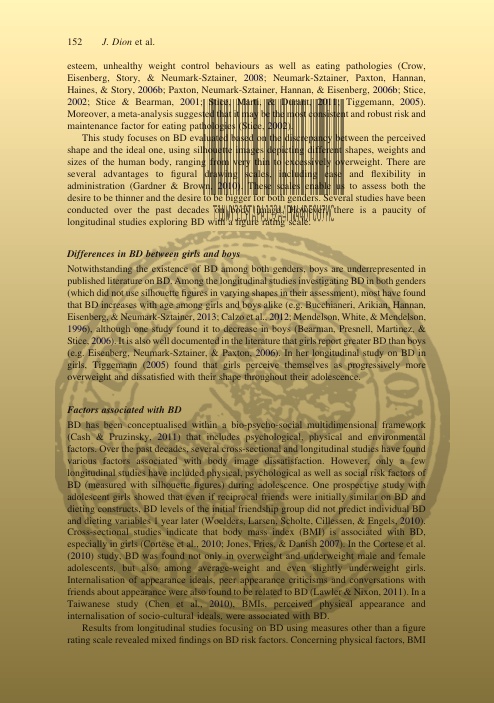 152 J. Dion et al.
esteem, unhealthy weight control behaviours as well as eating pathologies (Crow,
Eisenberg, Story, & Neumark-Sztainer, 2008; Neumark-Sztainer, Paxton, Hannan,
Haines, & Story, 2006b; Paxton, Neumark-Sztainer, Hannan, & Eisenberg, 2006b; Stice,
2002; Stice & Bearman, 2001; Stice, Marti, & Durant, 2011; Tiggemann, 2005).
Moreover, a meta-analysis suggested that it may be the most consistent and robust risk and
maintenance factor for eating pathologies (Stice, 2002).
This study focuses on BD evaluated based on the discrepancy between the perceived
shape and the ideal one, using silhouette images depicting different shapes, weights and
sizes of the human body, ranging from very thin to excessively overweight. There are
several advantages to figural drawing scales, including ease and flexibility in
administration (Gardner & Brown, 2010). These scales enable us to assess both the
desire to be thinner and the desire to be bigger for both genders. Several studies have been
conducted over the past decades on body image. However, there is a paucity of
longitudinal studies exploring BD with a figure rating scale.
Differences in BD between girls and boys
Notwithstanding the existence of BD among both genders, boys are underrepresented in
published literature on BD. Among the longitudinal studies investigating BD in both genders
(which did not use silhouette figures in varying shapes in their assessment), most have found
that BD increases with age among girls and boys alike (e.g. Bucchianeri, Arikian, Hannan,
Eisenberg, & Neumark-Sztainer, 2013; Calzo et al., 2012; Mendelson, White, & Mendelson,
1996), although one study found it to decrease in boys (Bearman, Presnell, Martinez, &
Stice, 2006). It is also well documented in the literature that girls report greater BD than boys
(e.g. Eisenberg, Neumark-Sztainer, & Paxton, 2006). In her longitudinal study on BD in
girls, Tiggemann (2005) found that girls perceive themselves as progressively more
overweight and dissatisfied with their shape throughout their adolescence.
Factors associated with BD
BD has been conceptualised within a bio-psycho-social multidimensional framework
(Cash & Pruzinsky, 2011) that includes psychological, physical and environmental
factors. Over the past decades, several cross-sectional and longitudinal studies have found
various factors associated with body image dissatisfaction. However, only a few
longitudinal studies have included physical, psychological as well as social risk factors of
BD (measured with silhouette figures) during adolescence. One prospective study with
adolescent girls showed that even if reciprocal friends were initially similar on BD and
dieting constructs, BD levels of the initial friendship group did not predict individual BD
and dieting variables 1 year later (Woelders, Larsen, Scholte, Cillessen, & Engels, 2010).
Cross-sectional studies indicate that body mass index (BMI) is associated with BD,
especially in girls (Cortese et al., 2010; Jones, Fries, & Danish 2007). In the Cortese et al.
(2010) study, BD was found not only in overweight and underweight male and female
adolescents, but also among average-weight and even slightly underweight girls.
Internalisation of appearance ideals, peer appearance criticisms and conversations with
friends about appearance were also found to be related to BD (Lawler & Nixon, 2011). In a
Taiwanese study (Chen et al., 2010), BMIs, perceived physical appearance and
internalisation of socio-cultural ideals, were associated with BD.
Results from longitudinal studies focusing on BD using measures other than a figure
rating scale revealed mixed findings on BD risk factors. Concerning physical factors, BMI